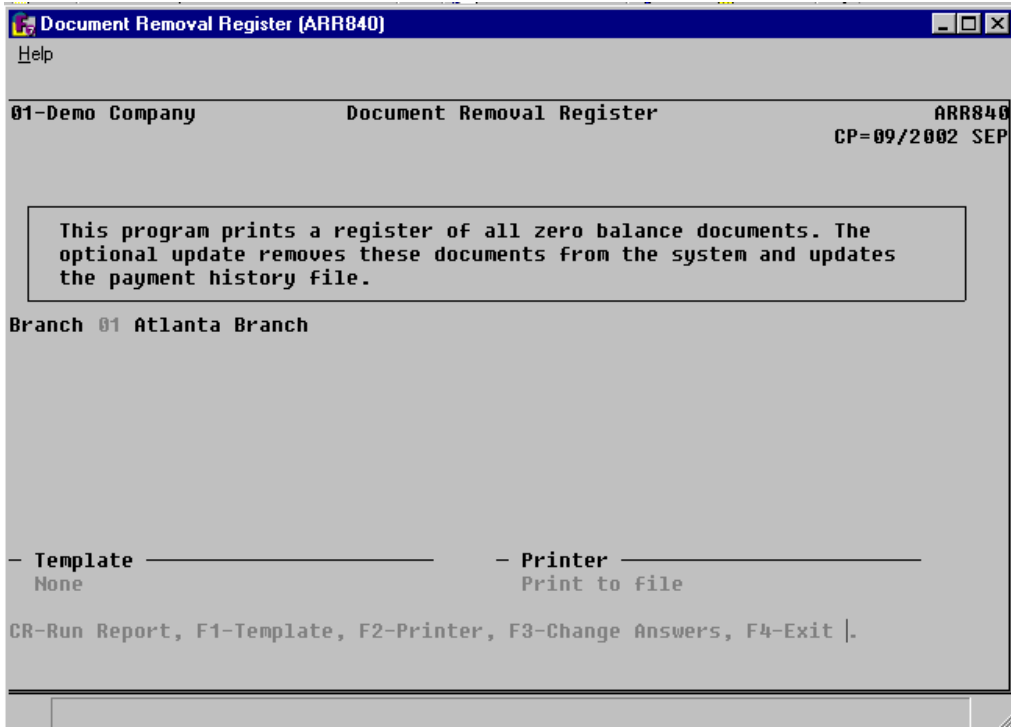 Document Removal Register (ARR840)
Help
01-Demo Company Document Removal Register ARR840
CP=09/2002 SEP
This program prints a register of all zero balance documents. The
optional update removes these documents from the system and updates
the payment history file.
Branch 01 Atlanta Branch
Template Printer
None Print to file
CR-Run Report, F1-Template, F2-Printer, F3-Change Answers, F4-Exit .